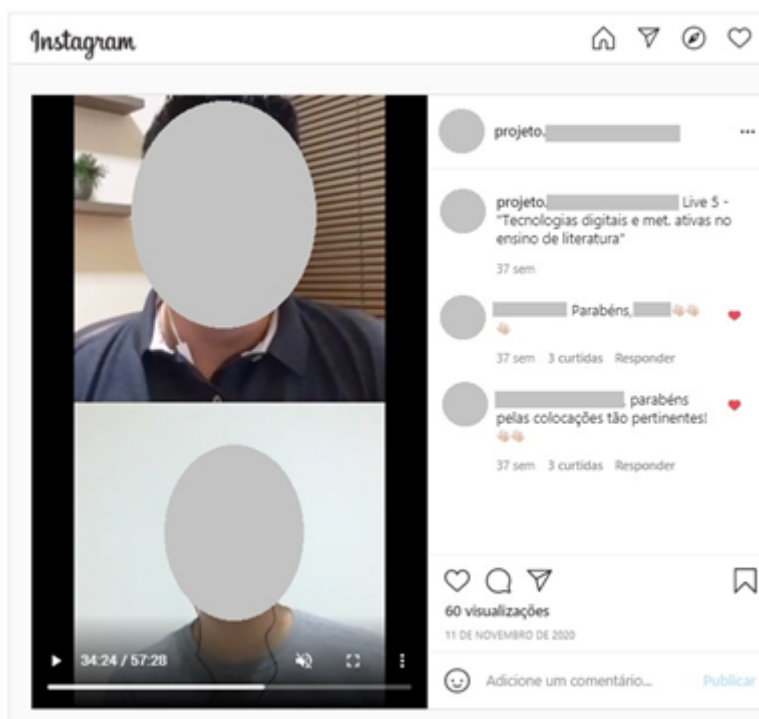 Instagram
projeto.
projeto. Live 5 -
"Tecnologias digitais e met. ativas no
ensino de literatura"
37 sem
Parabéns,
37 sem 3 curtidas Responder
, parabéns
pelas colocações tão pertinentes!
37 sem 3 curtidas Responder
34:24 / 57:28
60 visualizações
11 DE NOVEMBRO DE 2020
Adicione um comentário... Publicar